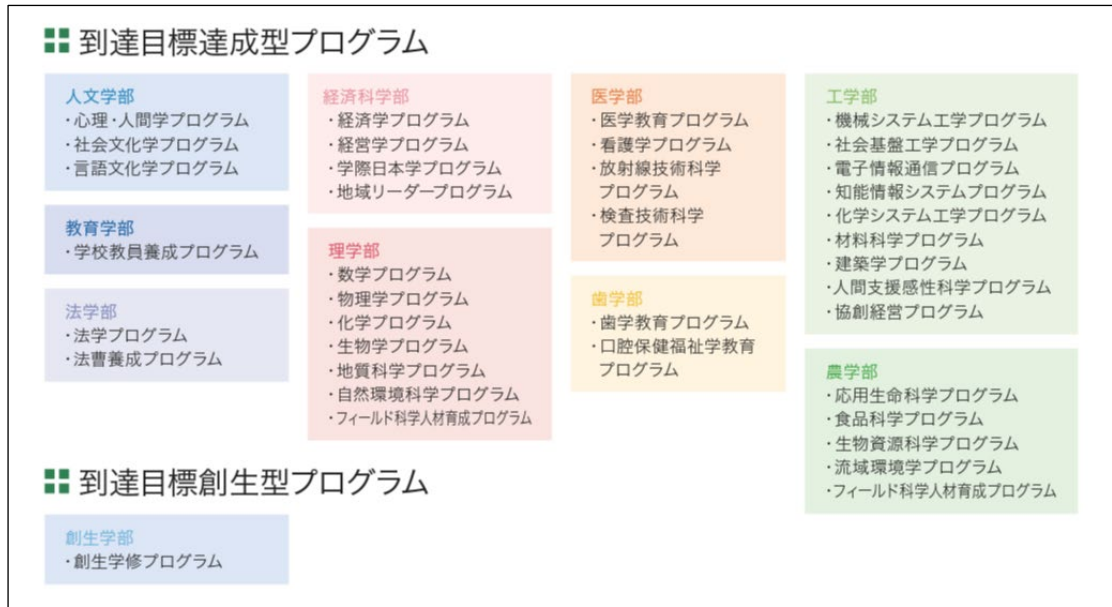 到達目標達成型プログラム
人文学部
・心理・人間学プログラム
・社会文化学プログラム
・言語文化学プログラム
教育学部
・学校教員養成プログラム
法学部
・法学プログラム
・法曹養成プログラム
経済科学部
・経済学プログラム
・経営学プログラム
・学際日本学プログラム
・地域リーダープログラム
理学部
・数学プログラム
・物理学プログラム
・化学プログラム
・生物学プログラム
・地質科学プログラム
・自然環境科学プログラム
・フィールド科学人材育成プログラム
医学部
・医学教育プログラム
・看護学プログラム
・放射線技術科学
プログラム
・検査技術科学
プログラム
歯学部
・歯学教育プログラム
・口腔保健福祉学教育
プログラム
工学部
・機械システム工学プログラム
・社会基盤工学プログラム
・電子情報通信プログラム
・知能情報システムプログラム
・化学システム工学プログラム
・材料科学プログラム
・建築学プログラム
・人間支援感性科学プログラム
・協創経営プログラム
農学部
・応用生命科学プログラム
・食品科学プログラム
・生物資源科学プログラム
・流域環境学プログラム
・フィールド科学人材育成プログラム
到達目標創生型プログラム
創生学部
・創生学修プログラム